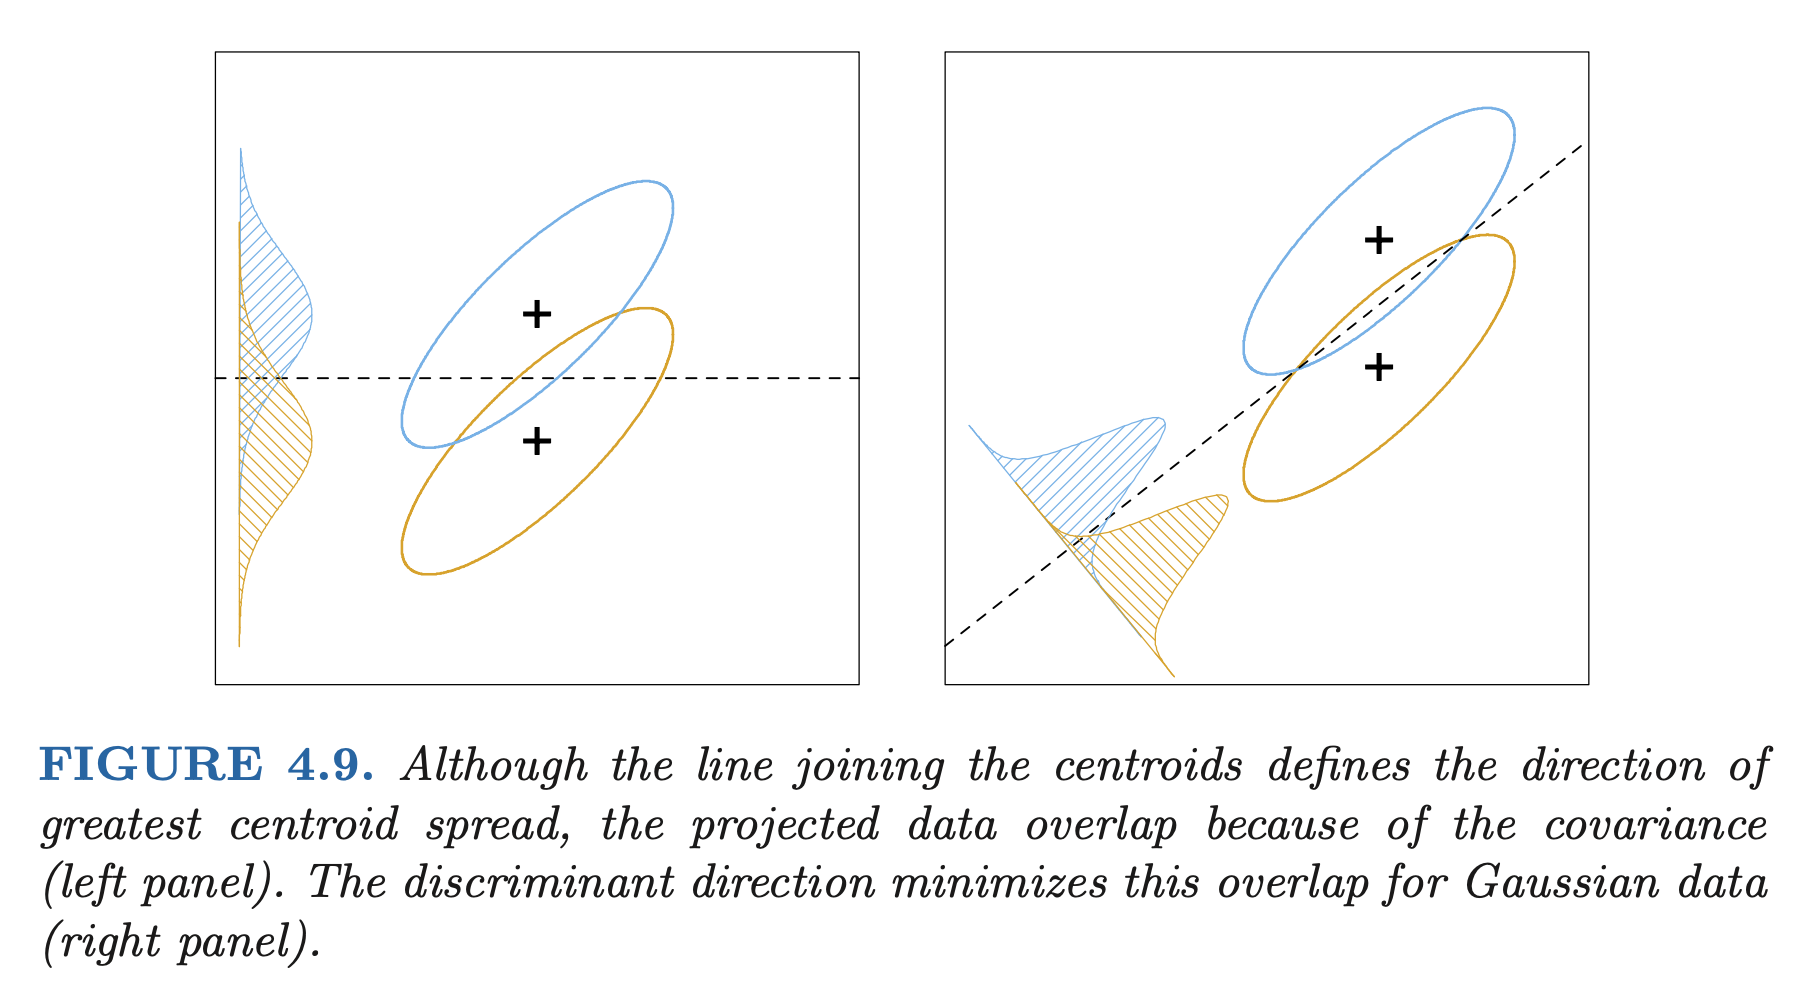 FIGURE 4.9. Although the line joining the centroids defines the direction of
greatest centroid spread, the projected data overlap because of the covariance
(left panel). The discriminant direction minimizes this overlap for Gaussian data
(right panel).